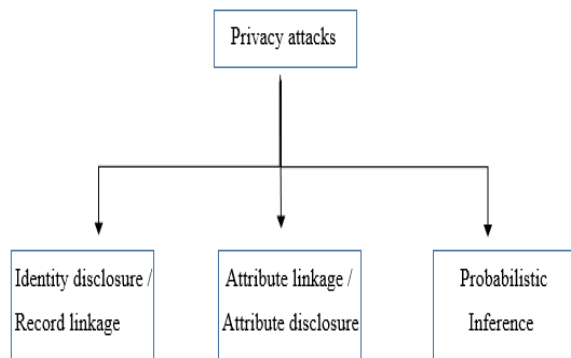 Privacy attacks
Identity disclosure /
Record linkage
Attribute linkage /
Attribute disclosure
Probabilistic
Inference